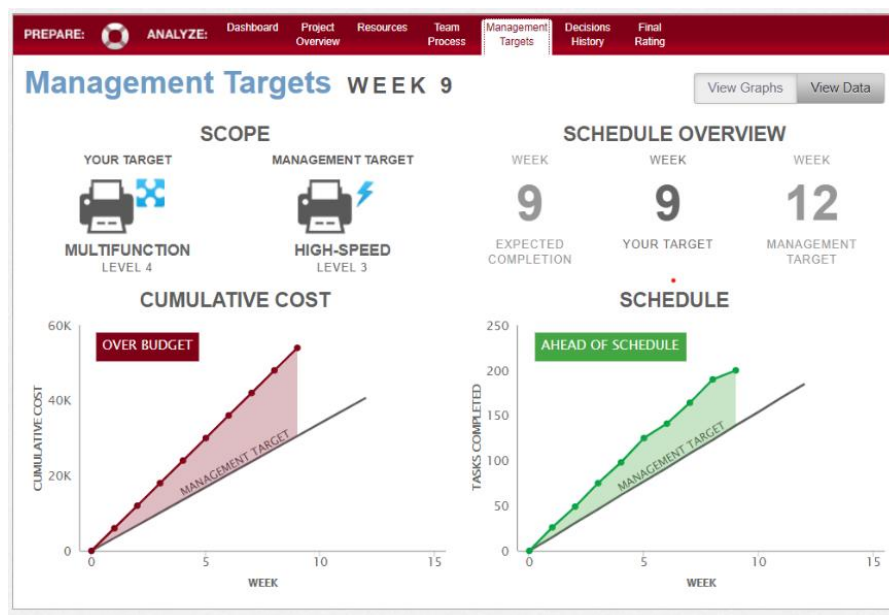 PREPARE:
ANALYZE:
Dashboard
Project
Overview
Resources
Team
Process
Management
Targets
Decisions
History
Final
Rating
Management Targets WEEK 9
View Graphs
View Data
SCOPE
YOUR TARGET
MANAGEMENT TARGET
MULTIFUNCTION
LEVEL 4
HIGH-SPEED
LEVEL 3
SCHEDULE OVERVIEW
WEEK
WEEK
WEEK
9
9
12
EXPECTED
COMPLETION
YOUR TARGET
MANAGEMENT
TARGET
CUMULATIVE COST
60K
40K
20K
0
CUMULATIVE COST
OVER BUDGET
MANAGEMENT TARGET
0
5
10
15
WEEK
SCHEDULE
250
200
150
100
50
0
TASKS COMPLETED
AHEAD OF SCHEDULE
MANAGEMENT TARGET
0
5
10
15
WEEK